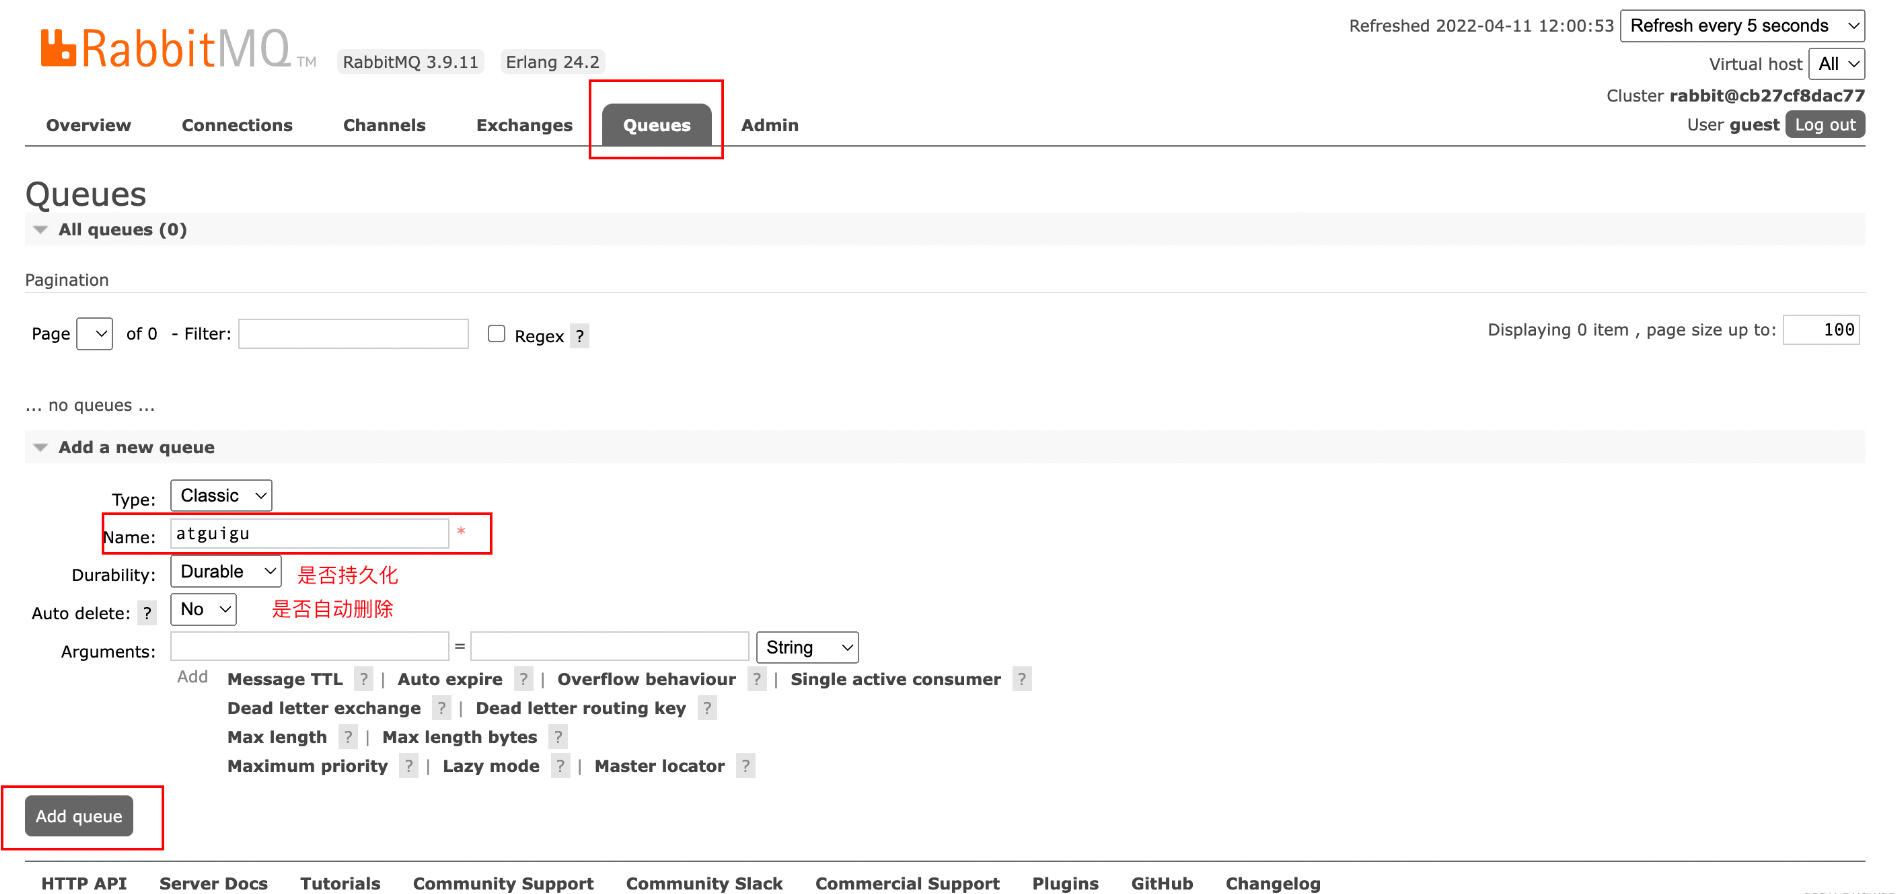 Refreshed 2022-04-11 12:00:53 Refresh every 5 seconds
RabbitMQ TM RabbitMQ 3.9.11 Erlang 24.2
Virtual host All
Cluster rabbit@cb27cf8dac77
User guest Log out
Overview Connections Channels Exchanges Queues Admin
Queues
All queues (0)
Pagination
Page of 0 - Filter: Regex ? Displaying 0 item , page size up to: 100
... no queues ...
Add a new queue
Type: Classic
Name: atguigu *
Durability: Durable 是否持久化
Auto delete: ? No 是否自动删除
Arguments: = String
Add Message TTL ? | Auto expire ? | Overflow behaviour ? | Single active consumer ?
Dead letter exchange ? | Dead letter routing key ?
Max length ? | Max length bytes ?
Maximum priority ? | Lazy mode ? | Master locator ?
Add queue
HTTP API Server Docs Tutorials Community Support Community Slack Commercial Support Plugins GitHub Changelog